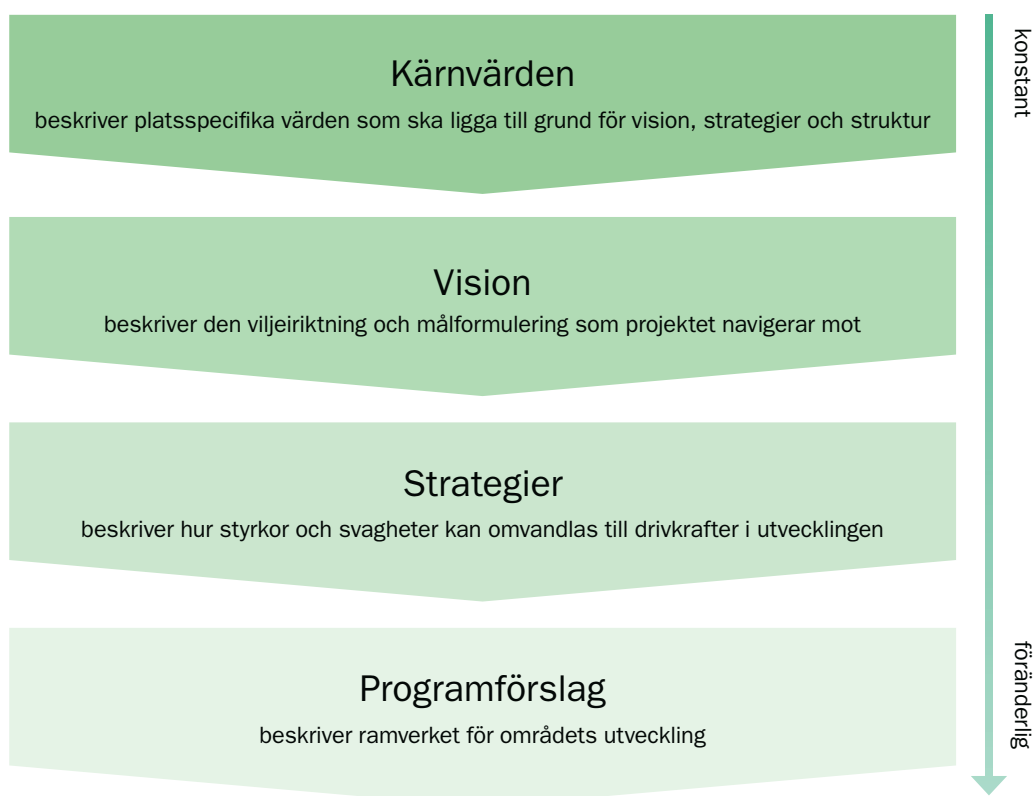 Kärnvärden
beskriver platsspecifika värden som ska ligga till grund för vision, strategier och struktur
Vision
beskriver den viljeiriktning och målformulering som projektet navigerar mot
Strategier
beskriver hur styrkor och svagheter kan omvandlas till drivkrafter i utvecklingen
Programförslag
beskriver ramverket för områdets utveckling
konstant
föränderlig